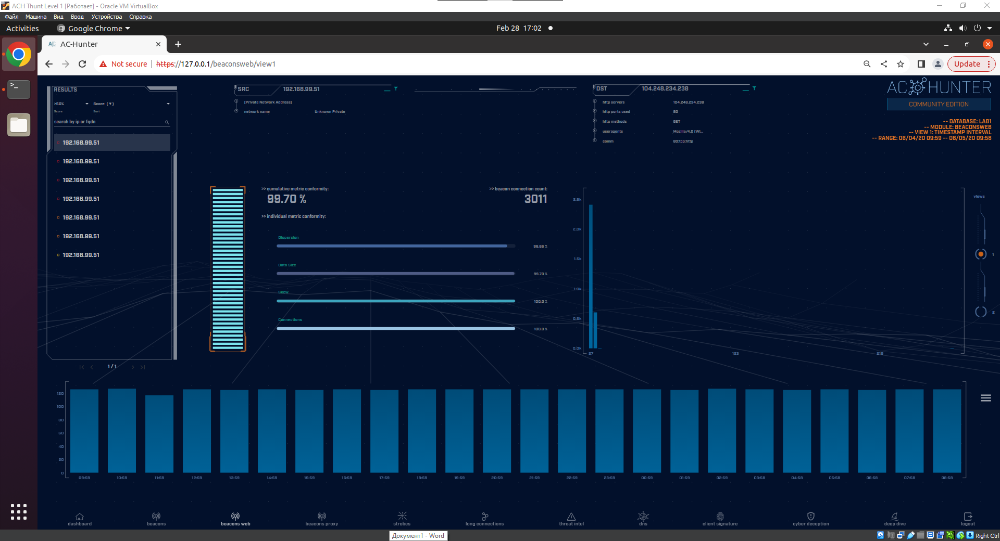 ACH Thunt Level 1 [Работает] - Oracle VM VirtualBox
Файл Машина Вид Ввод Устройства Справка
Activities Google Chrome Feb 28 17:02
AC-Hunter
Not secure https://127.0.0.1/beaconsweb/view1 Update
RESULTS
>50% Score [▼]
Score Sort
search by ip or fqdn
192.168.99.51
192.168.99.51
192.168.99.51
192.168.99.51
192.168.99.51
192.168.99.51
192.168.99.51
1 / 1
SRC 192.168.99.51
[Private Network Address]
network name Unknown Private
DST 104.248.234.238
http servers 104.248.234.238
http ports used 80
http methods GET
useragents Mozilla/4.0 (Wi...
comm 80:tcp:http
AC HUNTER
COMMUNITY EDITION
-- DATABASE: LAB1
-- MODULE: BEACONSWEB
-- VIEW 1: TIMESTAMP INTERVAL
-- RANGE: 06/04/20 09:59 -- 06/05/20 09:58
>> cumulative metric conformity:
99.70 %
>> beacon connection count:
3011
>> individual metric conformity:
Dispersion
96.66 %
Data Size
99.70 %
Skew
100.0 %
Connections
100.0 %
2.5k
2.0k
1.5k
1.0k
0.5k
0.0k
27 123 219
views
1
2
120
100
80
60
40
20
0
09:59 10:59 11:59 12:59 13:59 14:59 15:59 16:59 17:59 18:59 19:59 20:59 21:59 22:59 23:59 00:59 01:59 02:59 03:58 04:58 05:58 06:58 07:58 08:58
dashboard beacons beacons web beacons proxy strobes long connections threat intel dns client signature cyber deception deep dive logout
Документ1 - Word
Right Ctrl